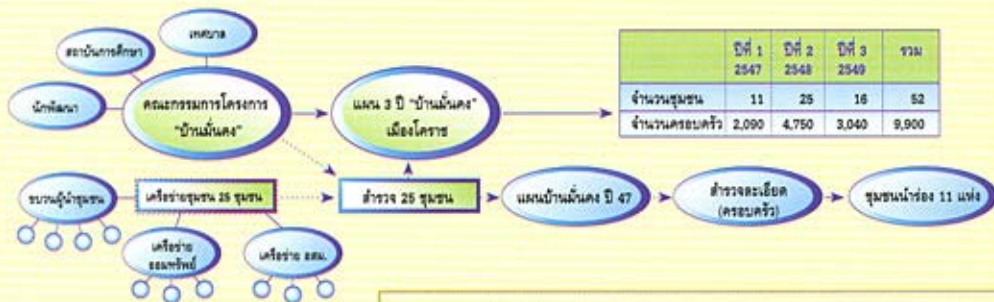 เทศบาล
สถาบันการศึกษา
นักพัฒนา
คณะกรรมการโครงการ
"บ้านมั่นคง"
แผน 3 ปี "บ้านมั่นคง"
เมืองโคราช
ปีที่ 1 ปีที่ 2 ปีที่ 3 รวม
2547 2548 2549
จำนวนชุมชน 11 25 16 52
จำนวนครอบครัว 2,090 4,750 3,040 9,900
ขบวนผู้นำชุมชน
เครือข่ายชุมชน 25 ชุมชน
สำรวจ 25 ชุมชน
แผนบ้านมั่นคง ปี 47
สำรวจละเอียด
(ครอบครัว)
ชุมชนนำร่อง 11 แห่ง
เครือข่าย
ออมทรัพย์
เครือข่าย อสม.